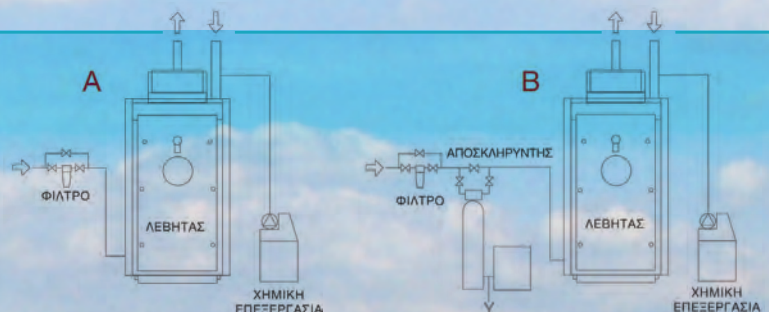 A
ΦΙΛΤΡΟ
ΛΕΒΗΤΑΣ
ΧΗΜΙΚΗ
ΕΠΕΞΕΡΓΑΣΙΑ
B
ΑΠΟΣΚΛΗΡΥΝΤΗΣ
ΦΙΛΤΡΟ
ΛΕΒΗΤΑΣ
ΧΗΜΙΚΗ
ΕΠΕΞΕΡΓΑΣΙΑ